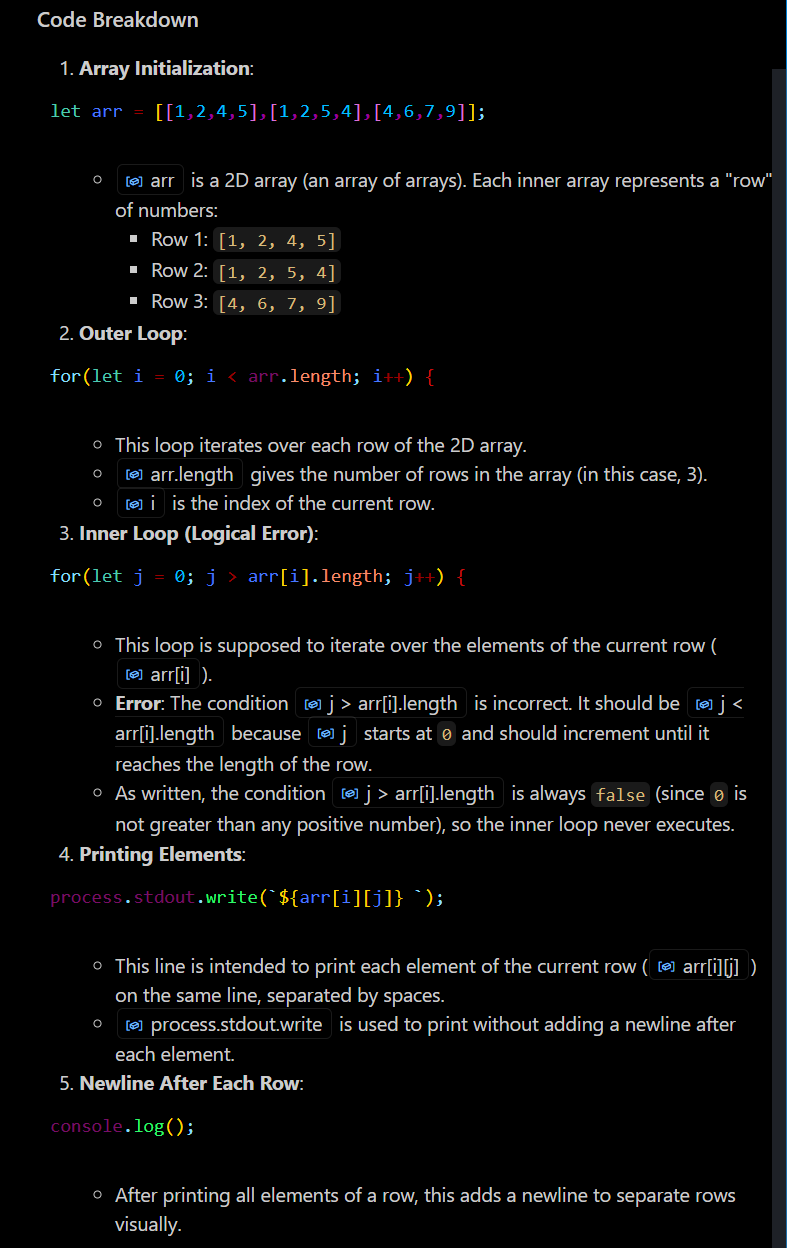 Code Breakdown
1. Array Initialization:
let arr = [[1,2,4,5],[1,2,5,4],[4,6,7,9]];
arr is a 2D array (an array of arrays). Each inner array represents a "row"
of numbers:
Row 1: [1, 2, 4, 5]
Row 2: [1, 2, 5, 4]
Row 3: [4, 6, 7, 9]
2. Outer Loop:
for(let i = 0; i < arr.length; i++) {
This loop iterates over each row of the 2D array.
arr.length gives the number of rows in the array (in this case, 3).
i is the index of the current row.
3. Inner Loop (Logical Error):
for(let j = 0; j > arr[i].length; j++) {
This loop is supposed to iterate over the elements of the current row (
arr[i] ).
Error: The condition j > arr[i].length is incorrect. It should be j <
arr[i].length because j starts at 0 and should increment until it
reaches the length of the row.
As written, the condition j > arr[i].length is always false (since 0 is
not greater than any positive number), so the inner loop never executes.
4. Printing Elements:
process.stdout.write(`${arr[i][j]} `);
This line is intended to print each element of the current row ( arr[i][j] )
on the same line, separated by spaces.
process.stdout.write is used to print without adding a newline after
each element.
5. Newline After Each Row:
console.log();
After printing all elements of a row, this adds a newline to separate rows
visually.